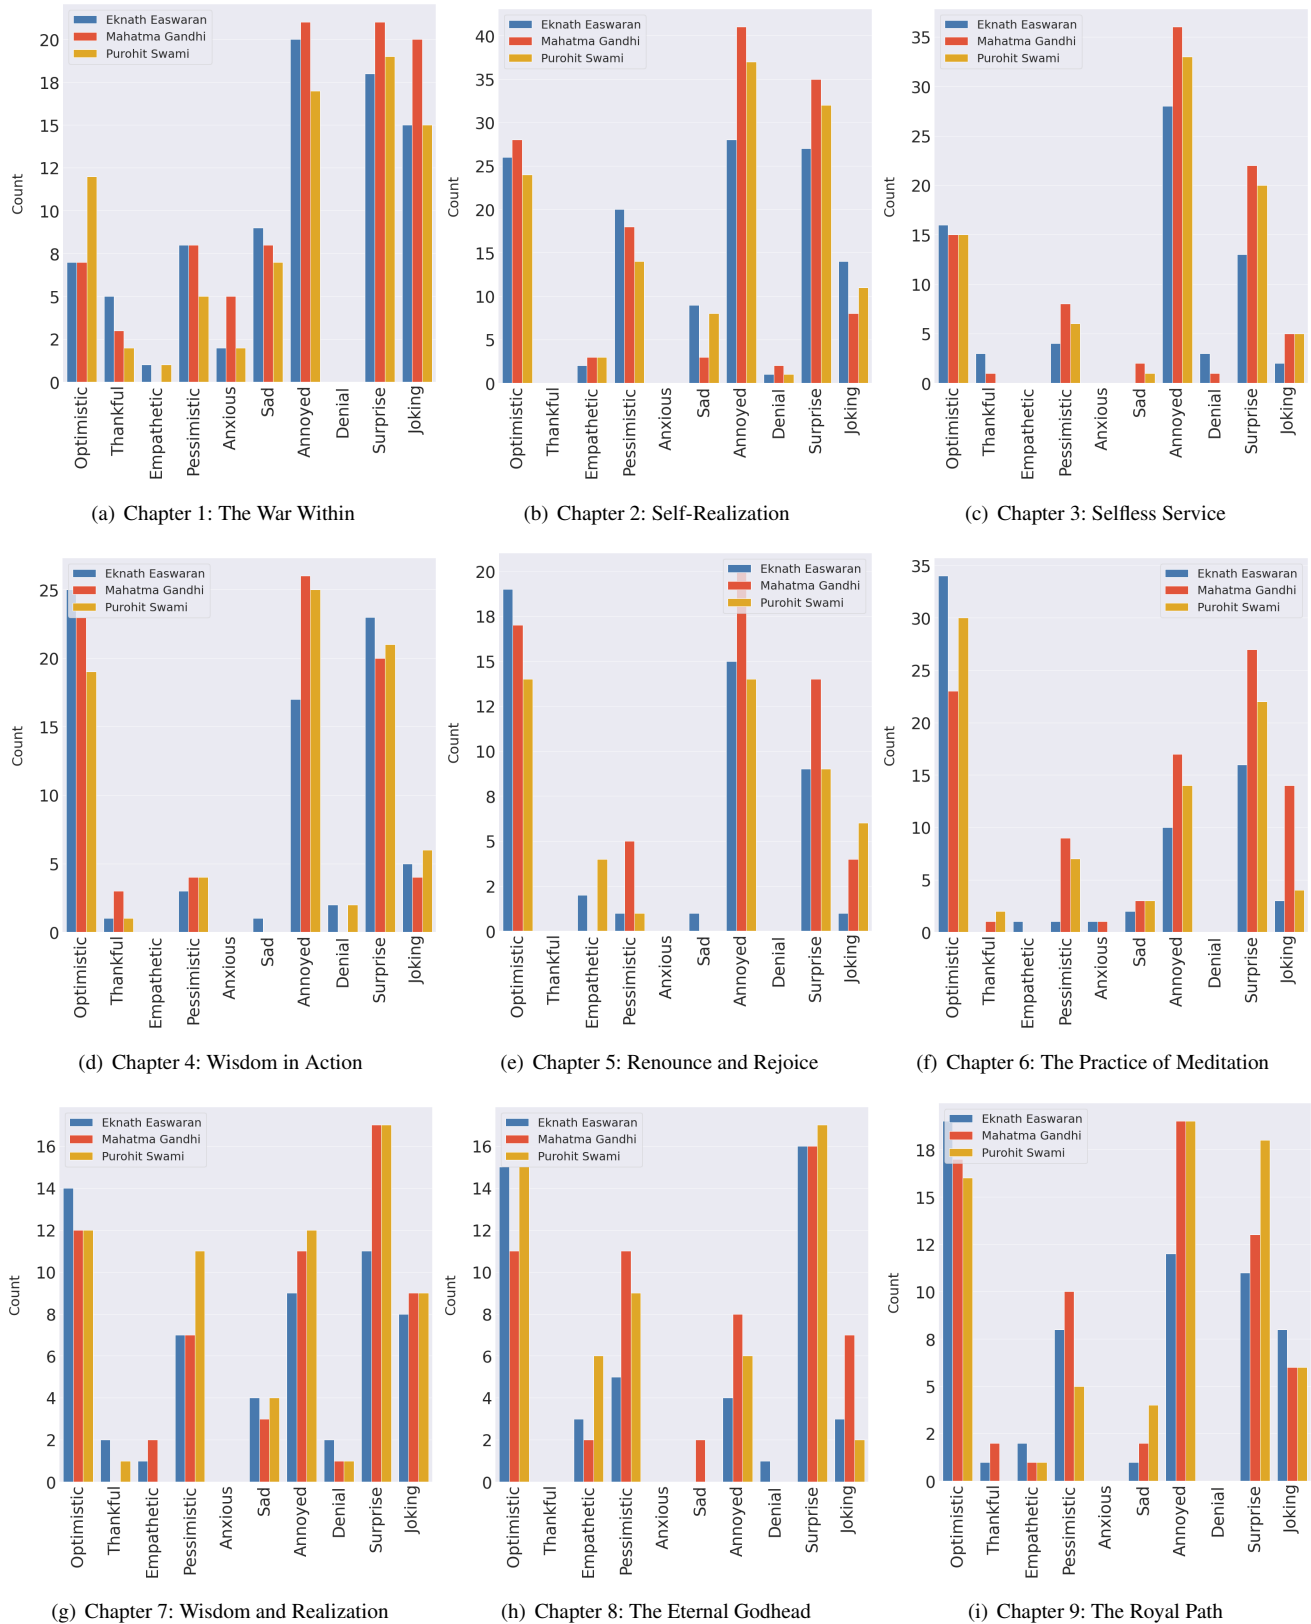 Eknath Easwaran
Mahatma Gandhi
Purohit Swami
Count
20
18
15
12
10
8
5
2
0
Optimistic
Thankful
Empathetic
Pessimistic
Anxious
Sad
Annoyed
Denial
Surprise
Joking
(a) Chapter 1: The War Within
Eknath Easwaran
Mahatma Gandhi
Purohit Swami
Count
40
35
30
25
20
15
10
5
0
Optimistic
Thankful
Empathetic
Pessimistic
Anxious
Sad
Annoyed
Denial
Surprise
Joking
(b) Chapter 2: Self-Realization
Eknath Easwaran
Mahatma Gandhi
Purohit Swami
Count
35
30
25
20
15
10
5
0
Optimistic
Thankful
Empathetic
Pessimistic
Anxious
Sad
Annoyed
Denial
Surprise
Joking
(c) Chapter 3: Selfless Service
Eknath Easwaran
Mahatma Gandhi
Purohit Swami
Count
25
20
15
10
5
0
Optimistic
Thankful
Empathetic
Pessimistic
Anxious
Sad
Annoyed
Denial
Surprise
Joking
(d) Chapter 4: Wisdom in Action
Eknath Easwaran
Mahatma Gandhi
Purohit Swami
Count
20
18
15
12
10
8
5
2
0
Optimistic
Thankful
Empathetic
Pessimistic
Anxious
Sad
Annoyed
Denial
Surprise
Joking
(e) Chapter 5: Renounce and Rejoice
Eknath Easwaran
Mahatma Gandhi
Purohit Swami
Count
35
30
25
20
15
10
5
0
Optimistic
Thankful
Empathetic
Pessimistic
Anxious
Sad
Annoyed
Denial
Surprise
Joking
(f) Chapter 6: The Practice of Meditation
Eknath Easwaran
Mahatma Gandhi
Purohit Swami
Count
16
14
12
10
8
6
4
2
0
Optimistic
Thankful
Empathetic
Pessimistic
Anxious
Sad
Annoyed
Denial
Surprise
Joking
(g) Chapter 7: Wisdom and Realization
Eknath Easwaran
Mahatma Gandhi
Purohit Swami
Count
16
14
12
10
8
6
4
2
0
Optimistic
Thankful
Empathetic
Pessimistic
Anxious
Sad
Annoyed
Denial
Surprise
Joking
(h) Chapter 8: The Eternal Godhead
Eknath Easwaran
Mahatma Gandhi
Purohit Swami
Count
18
15
12
10
8
5
2
0
Optimistic
Thankful
Empathetic
Pessimistic
Anxious
Sad
Annoyed
Denial
Surprise
Joking
(i) Chapter 9: The Royal Path